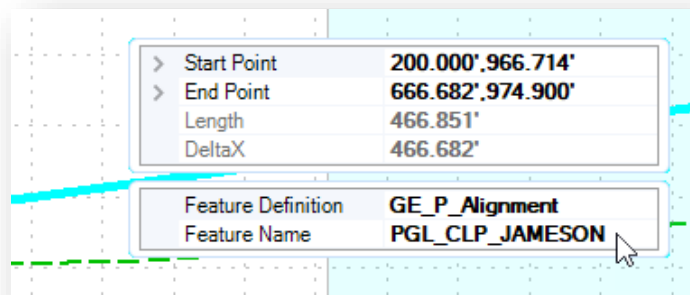 Start Point 200.000',966.714'
End Point 666.682',974.900'
Length 466.851'
DeltaX 466.682'
Feature Definition GE_P_Alignment
Feature Name PGL_CLP_JAMESON